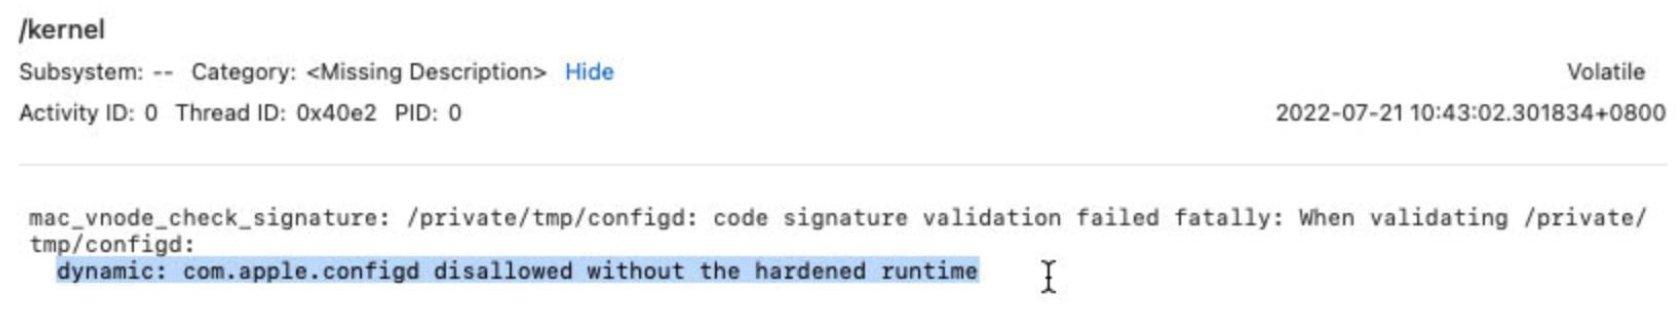 /kernel
Subsystem: -- Category: <Missing Description> Hide
Volatile
Activity ID: 0 Thread ID: 0x40e2 PID: 0
2022-07-21 10:43:02.301834+0800
mac_vnode_check_signature: /private/tmp/configd: code signature validation failed fatally: When validating /private/
tmp/configd:
dynamic: com.apple.configd disallowed without the hardened runtime